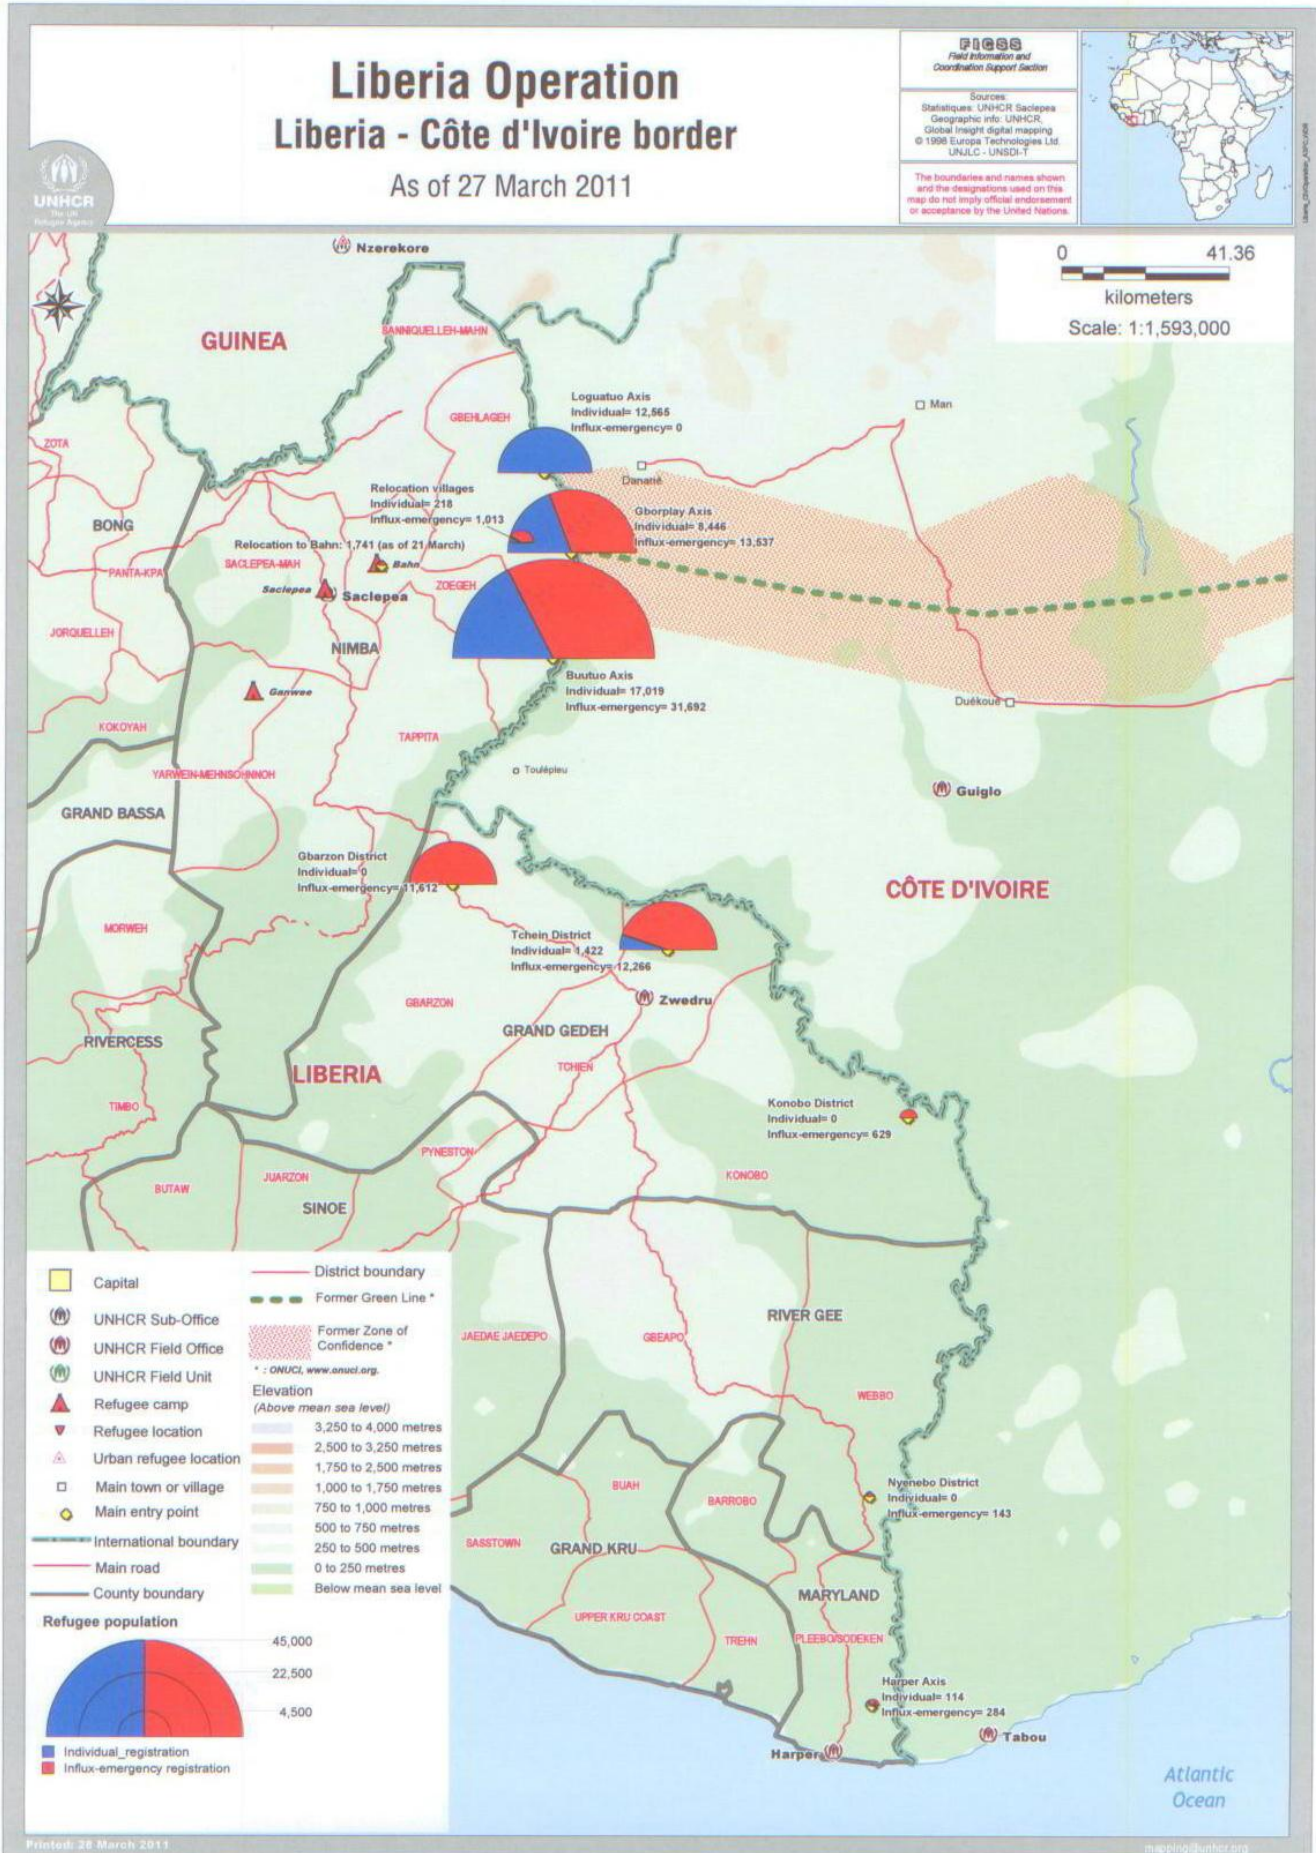 Liberia Operation
Liberia - Côte d'Ivoire border
As of 27 March 2011
UNHCR
The UN
Refugee Agency
FICSS
Field Information and
Coordination Support Section
Sources:
Statistiques: UNHCR Saclepea
Geographic info: UNHCR,
Global Insight digital mapping
© 1998 Europa Technologies Ltd.
UNJLC - UNSDI-T
The boundaries and names shown
and the designations used on this
map do not imply official endorsement
or acceptance by the United Nations.
0 41.36
kilometers
Scale: 1:1,593,000
Nzerekore
GUINEA
SANNIQUELLEH-MAHN
GBEHLAGEH
Loguatuo Axis
Individual= 12,565
Influx-emergency= 0
Man
Danané
ZOTA
Relocation villages
Individual= 218
Influx-emergency= 1,013
Gborplay Axis
Individual= 8,446
Influx-emergency= 13,537
BONG
Relocation to Bahn: 1,741 (as of 21 March)
PANTA-KPA
SACLEPEA-MAH
Bahn
ZOEGEH
Saclepea
Saclepea
JORQUELLEH
NIMBA
Ganwee
Buutuo Axis
Individual= 17,019
Influx-emergency= 31,692
Duékoué
KOKOYAH
TAPPITA
YARWEIN-MEHNSOHNNOH
Toulépleu
Guiglo
GRAND BASSA
Gbarzon District
Individual= 0
Influx-emergency= 11,612
CÔTE D'IVOIRE
MORWEH
Tchein District
Individual= 1,422
Influx-emergency= 12,266
GBARZON
Zwedru
GRAND GEDEH
RIVERCESS
LIBERIA
TCHIEN
TIMBO
Konobo District
Individual= 0
Influx-emergency= 629
PYNESTON
BUTAW
JUARZON
KONOBO
SINOE
RIVER GEE
JAEDAE JAEDEPO
GBEAPO
WEBBO
BUAH
BARROBO
Nyenebo District
Individual= 0
Influx-emergency= 143
SASSTOWN
GRAND KRU
MARYLAND
UPPER KRU COAST
TREHN
PLEEBO/SODEKEN
Harper Axis
Individual= 114
Influx-emergency= 284
Harper
Tabou
Atlantic
Ocean
Capital
UNHCR Sub-Office
UNHCR Field Office
UNHCR Field Unit
Refugee camp
Refugee location
Urban refugee location
Main town or village
Main entry point
International boundary
Main road
County boundary
District boundary
Former Green Line *
Former Zone of
Confidence *
* : ONUCI, www.onuci.org.
Elevation
(Above mean sea level)
3,250 to 4,000 metres
2,500 to 3,250 metres
1,750 to 2,500 metres
1,000 to 1,750 metres
750 to 1,000 metres
500 to 750 metres
250 to 500 metres
0 to 250 metres
Below mean sea level
Refugee population
45,000
22,500
4,500
Individual_registration
Influx-emergency registration
Printed: 28 March 2011
mapping@unhcr.org